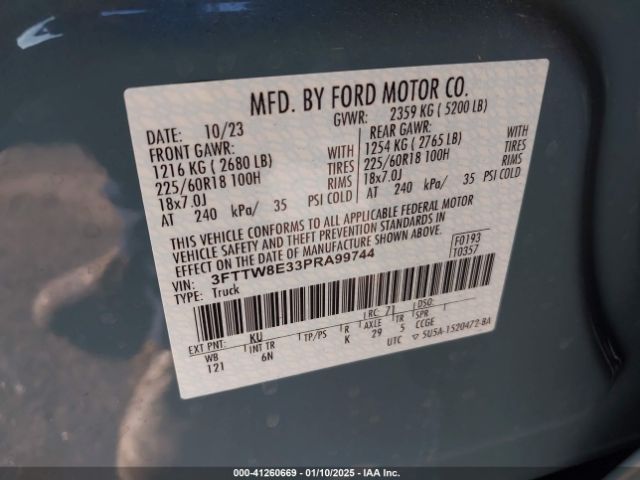 MFD. BY FORD MOTOR CO.
DATE: 10/23 GVWR: 2359 KG ( 5200 LB)
FRONT GAWR: REAR GAWR:
1216 KG ( 2680 LB) WITH 1254 KG ( 2765 LB) WITH
225/60R18 100H TIRES 225/60R18 100H TIRES
18x7.0J RIMS 18x7.0J RIMS
AT 240 kPa/ 35 PSI COLD AT 240 kPa/ 35 PSI COLD
THIS VEHICLE CONFORMS TO ALL APPLICABLE FEDERAL MOTOR
VEHICLE SAFETY AND THEFT PREVENTION STANDARDS IN
EFFECT ON THE DATE OF MANUFACTURE SHOWN ABOVE.
VIN: 3FTTW8E33PRA99744 F0193
TYPE: Truck T0357
EXT PNT: KU RC: 71 DSO:
WB INT TR TP/PS R AXLE TR SPR
121 6N K 29 5 CCGE
UTC ▽ 5U5A-1520472-BA
000-41260669 - 01/10/2025 - IAA Inc.